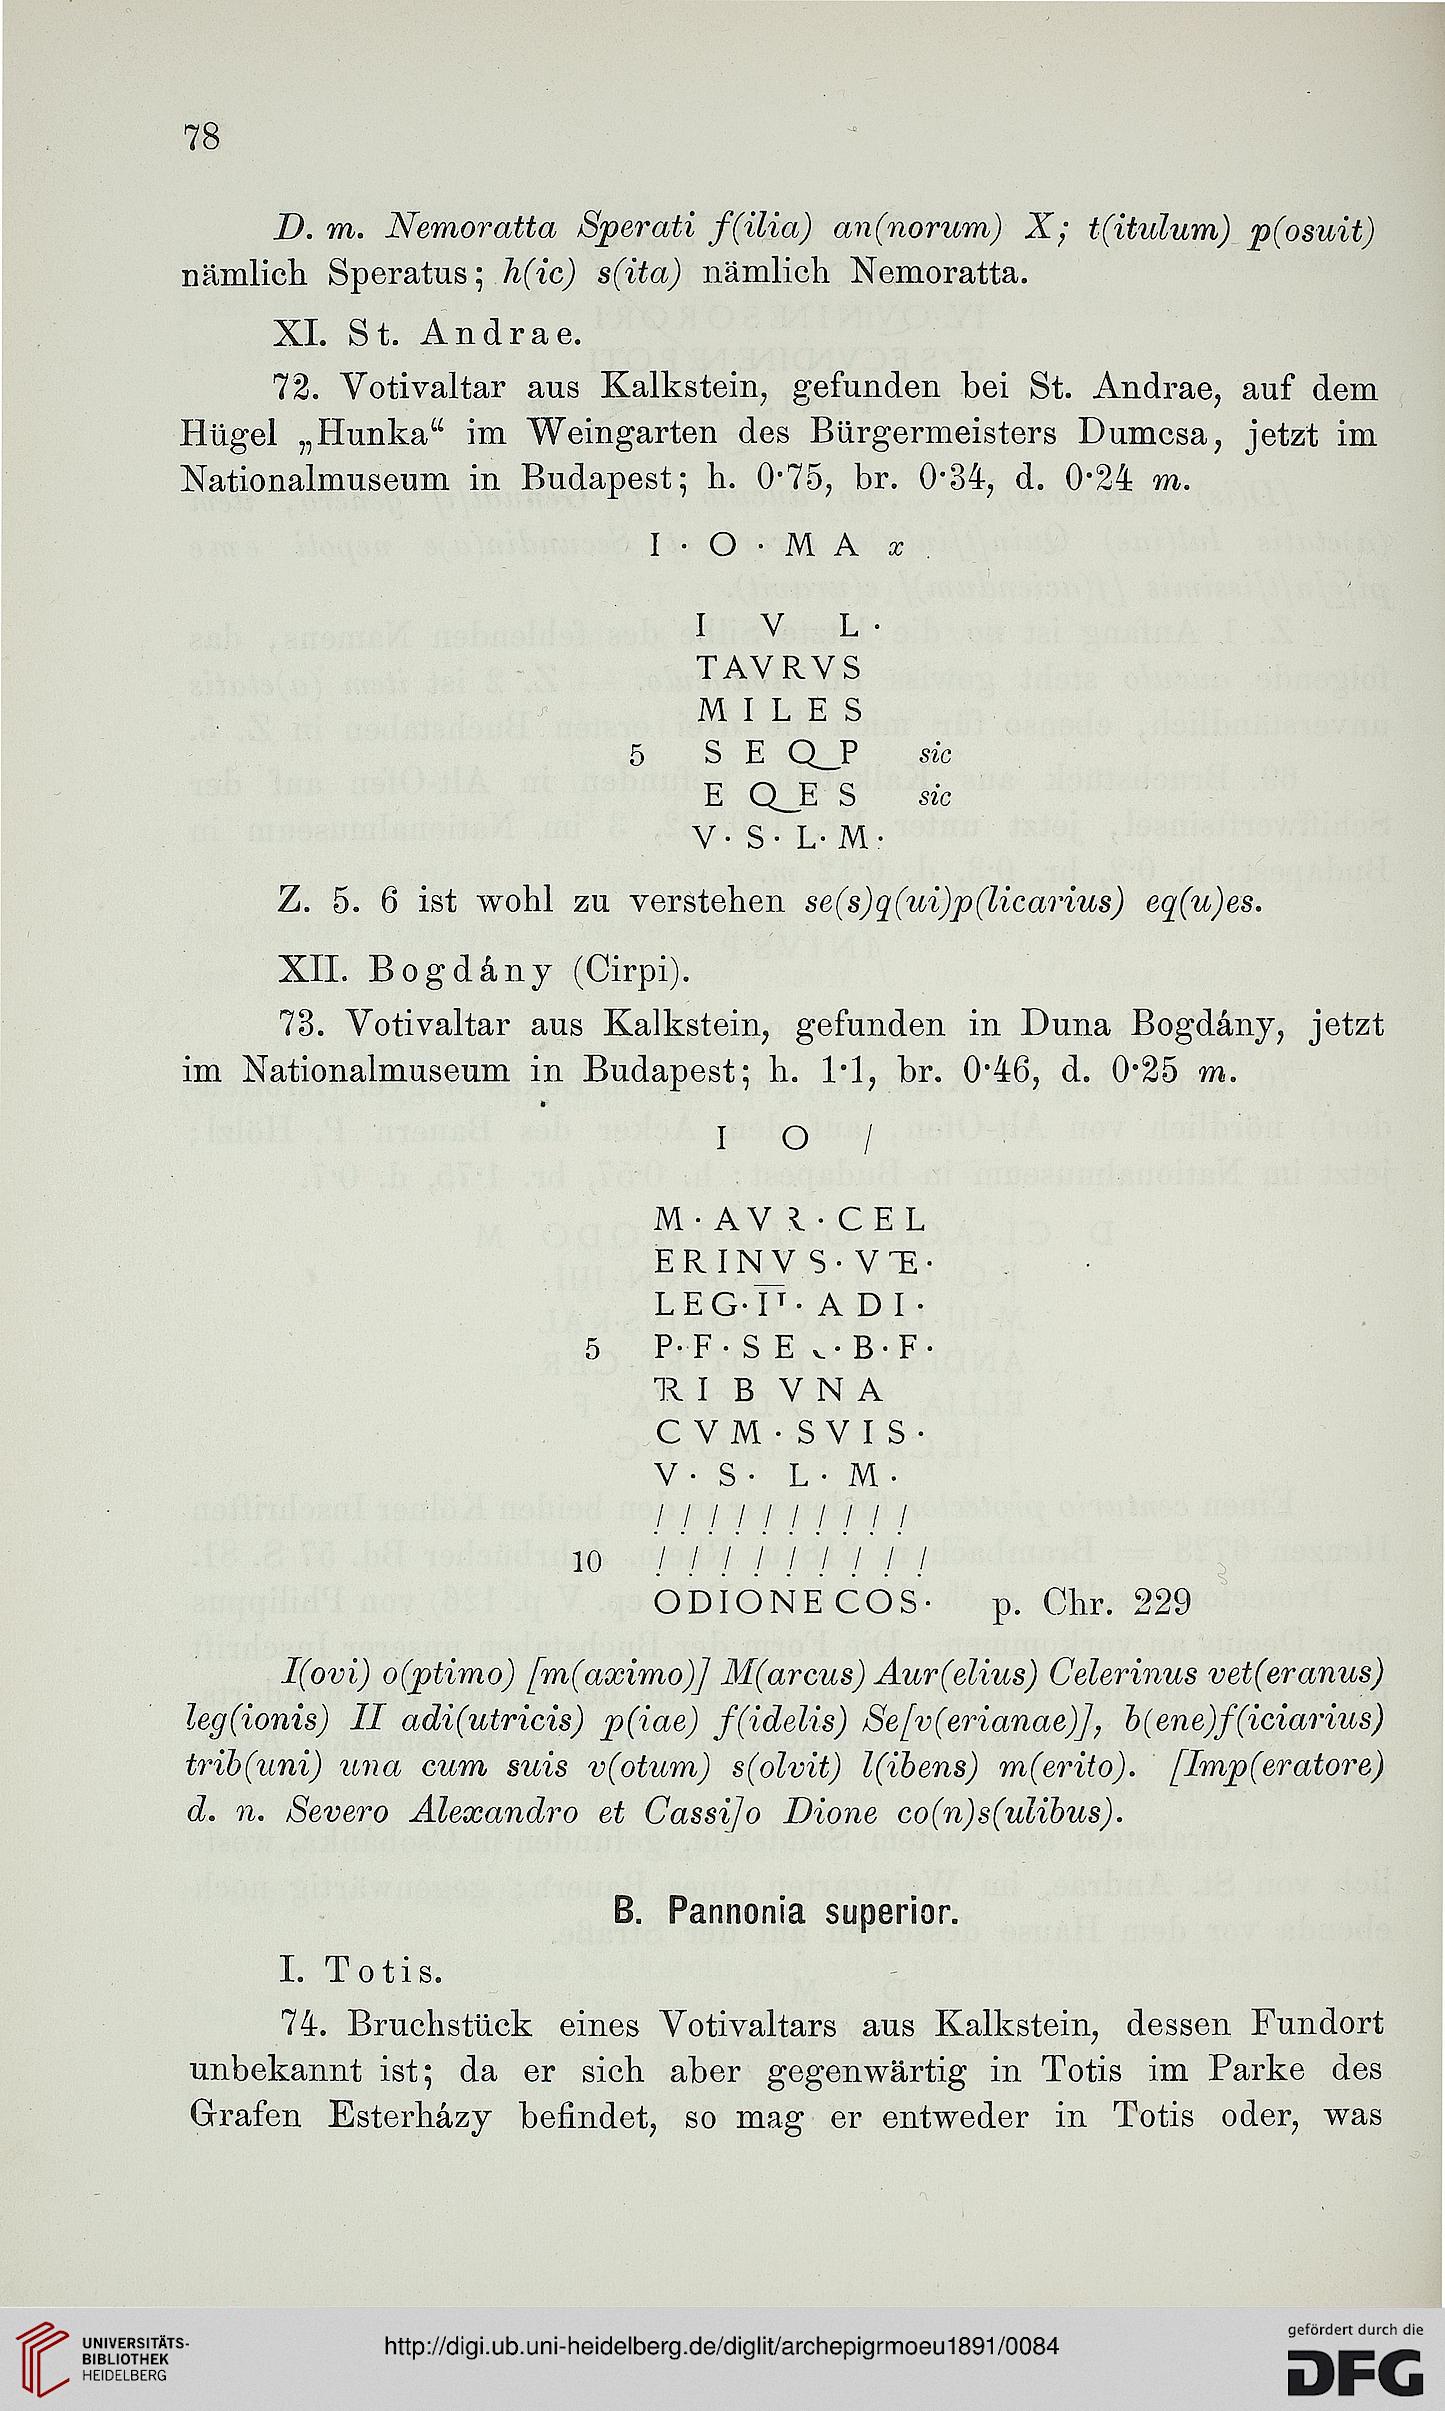 78
D. m. Nemoratta Sperati f(ilia) an(norum) X; t(itulum) p(osuit)
nämlich Speratus; h(ic) s(ita) nämlich Nemoratta.
XI. St. Andrae.
72. Votivaltar aus Kalkstein, gefunden bei St. Andrae, auf dem
Hügel „Hunka“ im Weingarten des Bürgermeisters Dumcsa, jetzt im
Nationalmuseum in Budapest; h. 0·75, br. 0·34, d. 0·24 m.
I · O · M A x
I V L ·
TAVRVS
MILES
5 S E Q P sic
E Q E S sic
V · S · L · M ·
Z. 5. 6 ist wohl zu verstehen se(s)q(ui)p(licarius) eq(u)es.
XII. Bogdány (Cirpi).
73. Votivaltar aus Kalkstein, gefunden in Duna Bogdány, jetzt
im Nationalmuseum in Budapest; h. 1·1, br. 0·46, d. 0·25 m.
I O /
M · AVR · CEL
ERINVS · VTE ·
LEG · II · ADI ·
5 P · F · S E · B · F ·
TRI B VNA
CVM · SVIS ·
V · S · L · M ·
/ / / / / / / / / /
10 / / / / / / / / /
ODIONECOS · p. Chr. 229
I(ovi) o(ptimo) [m(aximo)] M(arcus) Aur(elius) Celerinus vet(eranus)
leg(ionis) II adi(utricis) p(iae) f(idelis) Se[v(erianae)], b(ene)f(iciarius)
trib(uni) una cum suis v(otum) s(olvit) l(ibens) m(erito). [Imp(eratore)
d. n. Severo Alexandro et Cassi]o Dione co(n)s(ulibus).
B. Pannonia superior.
I. Totis.
74. Bruchstück eines Votivaltars aus Kalkstein, dessen Fundort
unbekannt ist; da er sich aber gegenwärtig in Totis im Parke des
Grafen Esterházy befindet, so mag er entweder in Totis oder, was
UNIVERSITÄTS-
BIBLIOTHEK
HEIDELBERG
http://digi.ub.uni-heidelberg.de/diglit/archepigrmoeu1891/0084
gefördert durch die
DFG